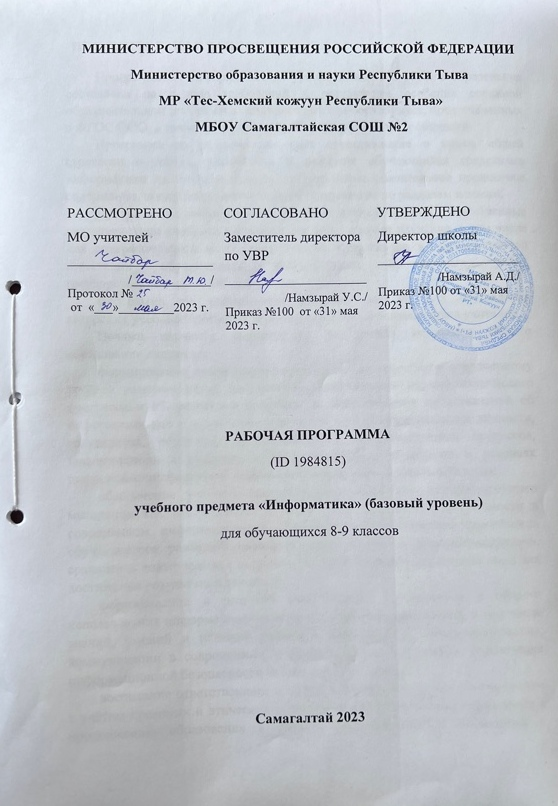 МИНИСТЕРСТВО ПРОСВЕЩЕНИЯ РОССИЙСКОЙ ФЕДЕРАЦИИ
Министерство образования и науки Республики Тыва
МР «Тес-Хемский кожуун Республики Тыва»
МБОУ Самагалтайская СОШ №2
РАССМОТРЕНО
МО учителей
Чапбар
/ Чапбар М.Ю./
Протокол № 25
от « 30 » мая 2023 г.
СОГЛАСОВАНО
Заместитель директора
по УВР
/Намзырай У.С./
Приказ №100 от «31» мая
2023 г.
УТВЕРЖДЕНО
Директор школы
/Намзырай А.Д./
Приказ №100 от «31» мая
2023 г.
РАБОЧАЯ ПРОГРАММА
(ID 1984815)
учебного предмета «Информатика» (базовый уровень)
для обучающихся 8-9 классов
Самагалтай 2023